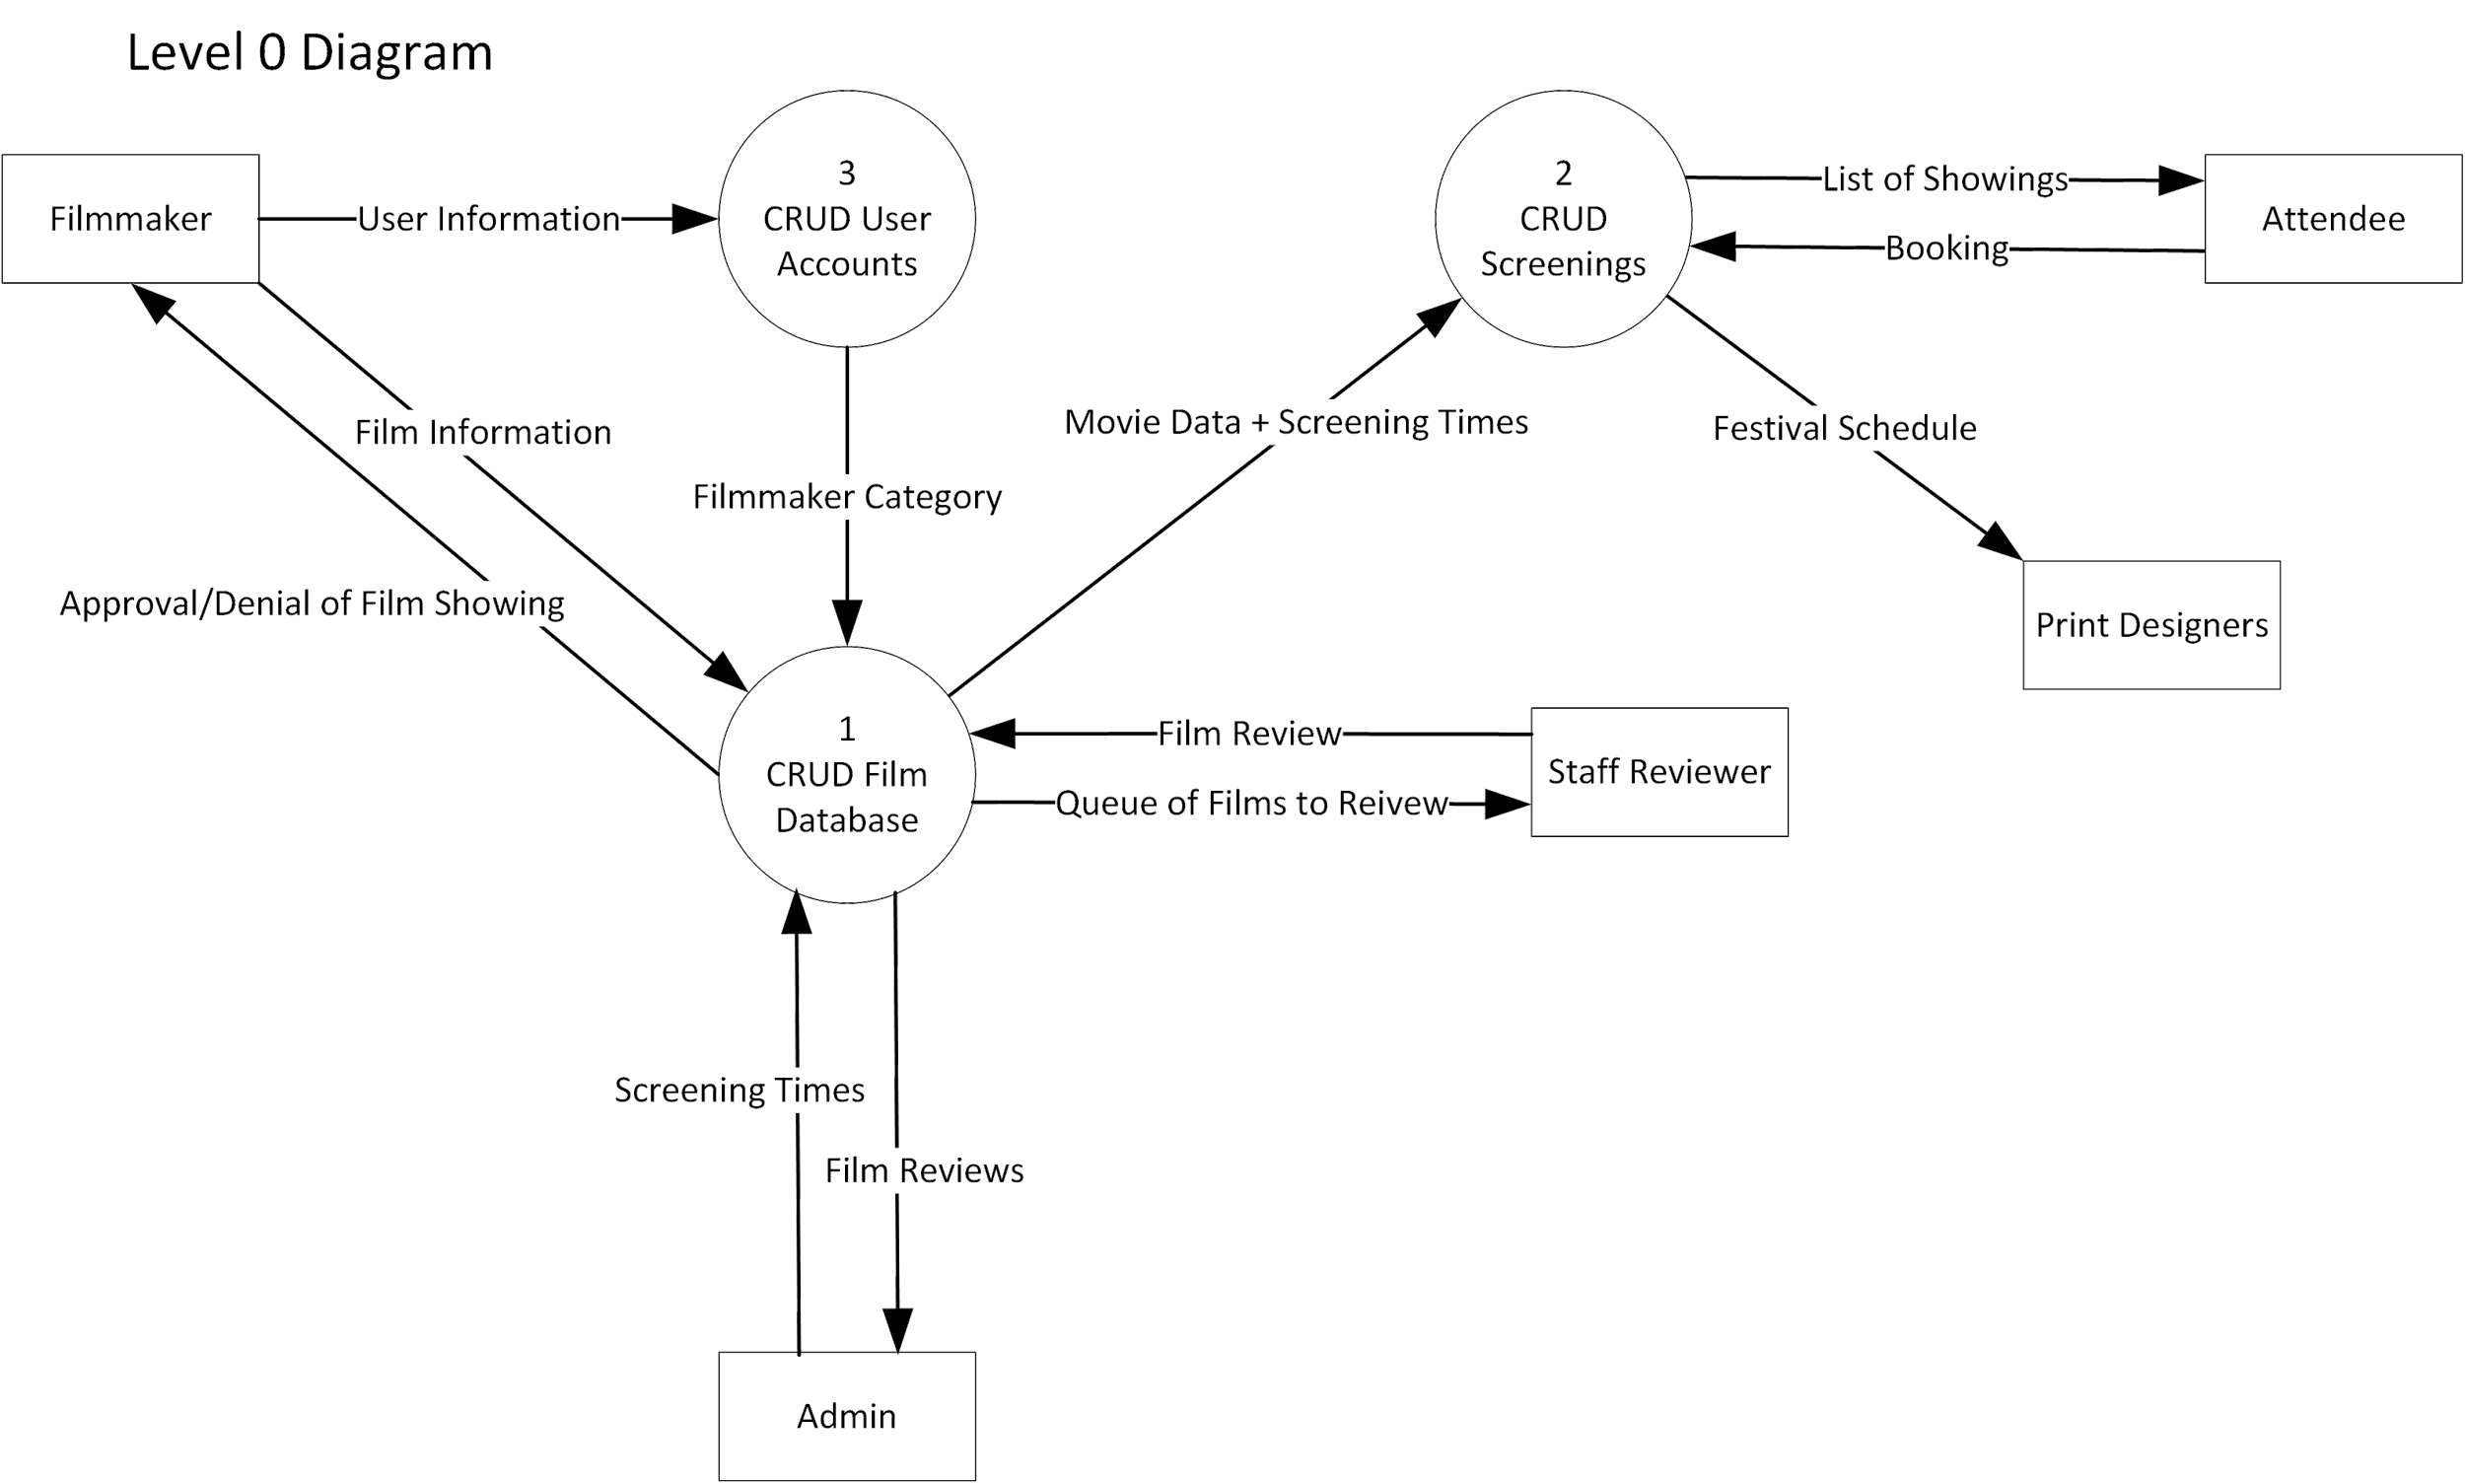 Level 0 Diagram
Filmmaker
User Information
3
CRUD User
Accounts
2
CRUD
Screenings
List of Showings
Booking
Attendee
Film Information
Movie Data + Screening Times
Festival Schedule
Filmmaker Category
Approval/Denial of Film Showing
Print Designers
1
CRUD Film
Database
Film Review
Queue of Films to Reivew
Staff Reviewer
Screening Times
Film Reviews
Admin